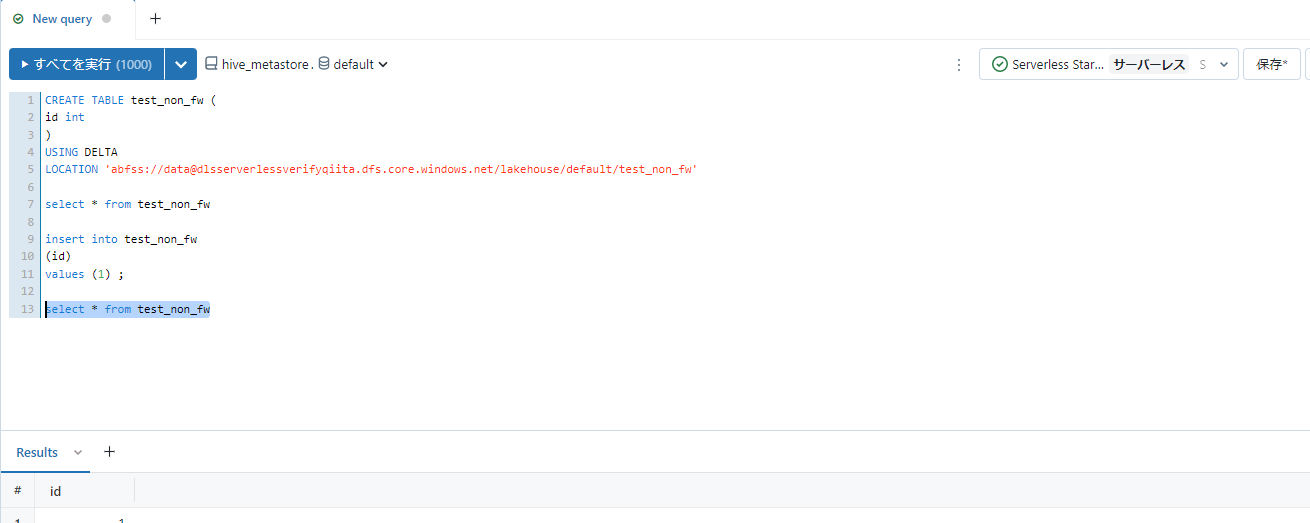 New query
すべてを実行 (1000) hive_metastore. default Serverless Star... サーバーレス S 保存*
1 CREATE TABLE test_non_fw (
2 id int
3 )
4 USING DELTA
5 LOCATION 'abfss://data@dlsserverlessverifyqiita.dfs.core.windows.net/lakehouse/default/test_non_fw'
6
7 select * from test_non_fw
8
9 insert into test_non_fw
10 (id)
11 values (1) ;
12
13 select * from test_non_fw
Results
# id
1 1